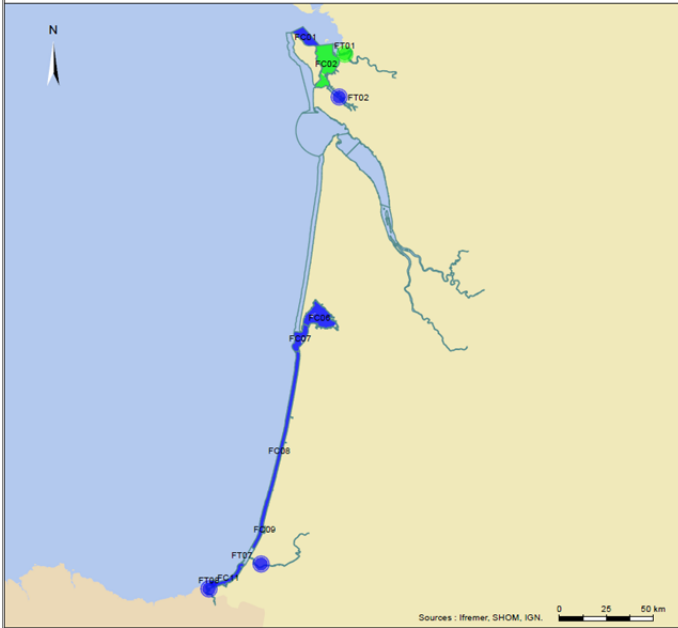 N
FC01
FT01
FC02
FT02
FC06
FC07
FC08
FC09
FT07
FC11
Sources : Ifremer, SHOM, IGN.
0 25 50 km